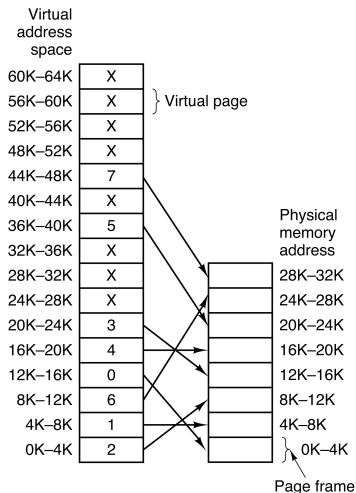 Virtual
address
space
60K–64K X
56K–60K X } Virtual page
52K–56K X
48K–52K X
44K–48K 7
40K–44K X
36K–40K 5
32K–36K X
28K–32K X
24K–28K X
20K–24K 3
16K–20K 4
12K–16K 0
8K–12K 6
4K–8K 1
0K–4K 2
Physical
memory
address
28K–32K
24K–28K
20K–24K
16K–20K
12K–16K
8K–12K
4K–8K
} 0K–4K
Page frame